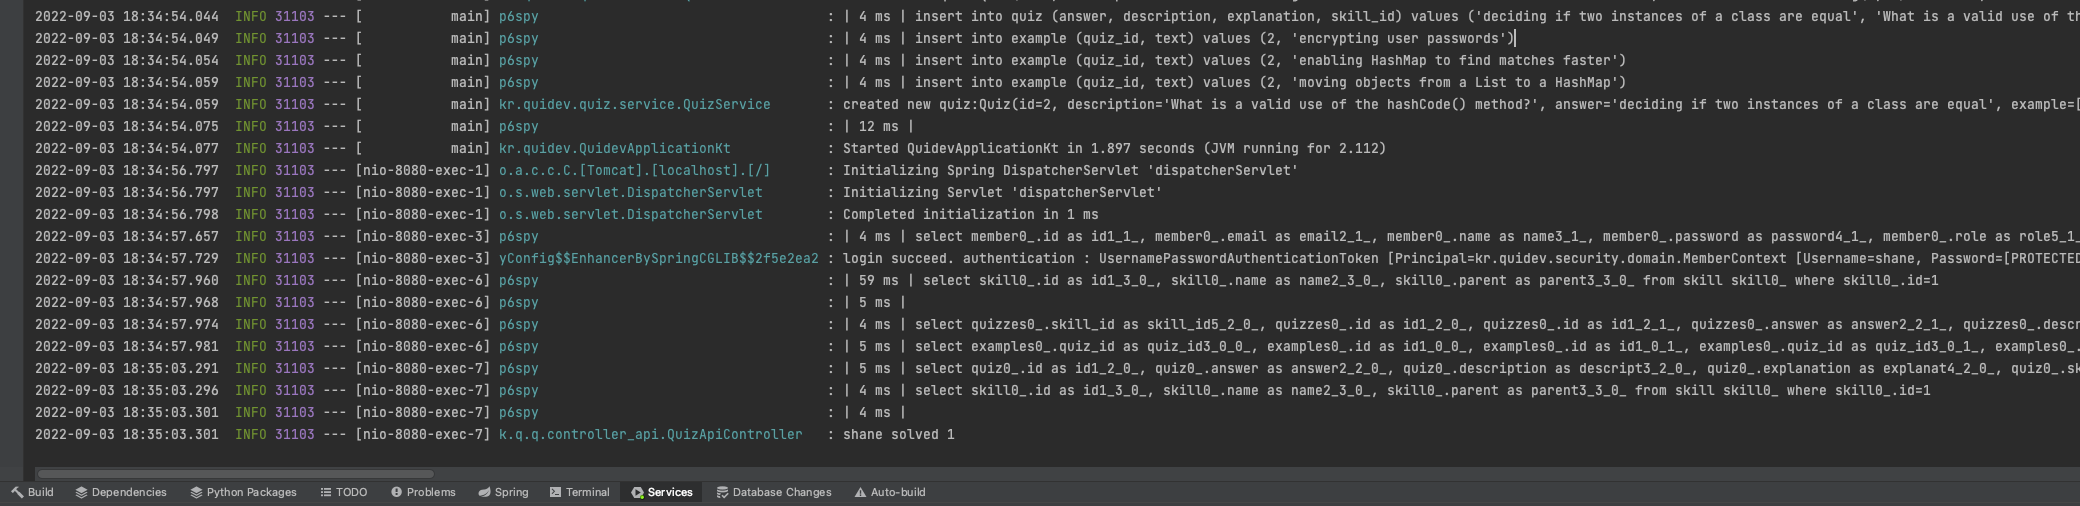 2022-09-03 18:34:54.044  INFO 31103 --- [           main] p6spy                                    : | 4 ms | insert into quiz (answer, description, explanation, skill_id) values ('deciding if two instances of a class are equal', 'What is a valid use of th
2022-09-03 18:34:54.049  INFO 31103 --- [           main] p6spy                                    : | 4 ms | insert into example (quiz_id, text) values (2, 'encrypting user passwords')
2022-09-03 18:34:54.054  INFO 31103 --- [           main] p6spy                                    : | 4 ms | insert into example (quiz_id, text) values (2, 'enabling HashMap to find matches faster')
2022-09-03 18:34:54.059  INFO 31103 --- [           main] p6spy                                    : | 4 ms | insert into example (quiz_id, text) values (2, 'moving objects from a List to a HashMap')
2022-09-03 18:34:54.059  INFO 31103 --- [           main] kr.quidev.quiz.service.QuizService       : created new quiz:Quiz(id=2, description='What is a valid use of the hashCode() method?', answer='deciding if two instances of a class are equal', example=[
2022-09-03 18:34:54.075  INFO 31103 --- [           main] p6spy                                    : | 12 ms |
2022-09-03 18:34:54.077  INFO 31103 --- [           main] kr.quidev.QuidevApplicationKt            : Started QuidevApplicationKt in 1.897 seconds (JVM running for 2.112)
2022-09-03 18:34:56.797  INFO 31103 --- [nio-8080-exec-1] o.a.c.c.C.[Tomcat].[localhost].[/]       : Initializing Spring DispatcherServlet 'dispatcherServlet'
2022-09-03 18:34:56.797  INFO 31103 --- [nio-8080-exec-1] o.s.web.servlet.DispatcherServlet        : Initializing Servlet 'dispatcherServlet'
2022-09-03 18:34:56.798  INFO 31103 --- [nio-8080-exec-1] o.s.web.servlet.DispatcherServlet        : Completed initialization in 1 ms
2022-09-03 18:34:57.657  INFO 31103 --- [nio-8080-exec-3] p6spy                                    : | 4 ms | select member0_.id as id1_1_, member0_.email as email2_1_, member0_.name as name3_1_, member0_.password as password4_1_, member0_.role as role5_1_
2022-09-03 18:34:57.729  INFO 31103 --- [nio-8080-exec-3] yConfig$$EnhancerBySpringCGLIB$$2f5e2ea2 : login succeed. authentication : UsernamePasswordAuthenticationToken [Principal=kr.quidev.security.domain.MemberContext [Username=shane, Password=[PROTECTED
2022-09-03 18:34:57.960  INFO 31103 --- [nio-8080-exec-6] p6spy                                    : | 59 ms | select skill0_.id as id1_3_0_, skill0_.name as name2_3_0_, skill0_.parent as parent3_3_0_ from skill skill0_ where skill0_.id=1
2022-09-03 18:34:57.968  INFO 31103 --- [nio-8080-exec-6] p6spy                                    : | 5 ms |
2022-09-03 18:34:57.974  INFO 31103 --- [nio-8080-exec-6] p6spy                                    : | 4 ms | select quizzes0_.skill_id as skill_id5_2_0_, quizzes0_.id as id1_2_0_, quizzes0_.id as id1_2_1_, quizzes0_.answer as answer2_2_1_, quizzes0_.descr
2022-09-03 18:34:57.981  INFO 31103 --- [nio-8080-exec-6] p6spy                                    : | 5 ms | select examples0_.quiz_id as quiz_id3_0_0_, examples0_.id as id1_0_0_, examples0_.id as id1_0_1_, examples0_.quiz_id as quiz_id3_0_1_, examples0_.
2022-09-03 18:35:03.291  INFO 31103 --- [nio-8080-exec-7] p6spy                                    : | 5 ms | select quiz0_.id as id1_2_0_, quiz0_.answer as answer2_2_0_, quiz0_.description as descript3_2_0_, quiz0_.explanation as explanat4_2_0_, quiz0_.sk
2022-09-03 18:35:03.296  INFO 31103 --- [nio-8080-exec-7] p6spy                                    : | 4 ms | select skill0_.id as id1_3_0_, skill0_.name as name2_3_0_, skill0_.parent as parent3_3_0_ from skill skill0_ where skill0_.id=1
2022-09-03 18:35:03.301  INFO 31103 --- [nio-8080-exec-7] p6spy                                    : | 4 ms |
2022-09-03 18:35:03.301  INFO 31103 --- [nio-8080-exec-7] k.q.q.controller_api.QuizApiController   : shane solved 1
Build Dependencies Python Packages TODO Problems Spring Terminal Services Database Changes Auto-build